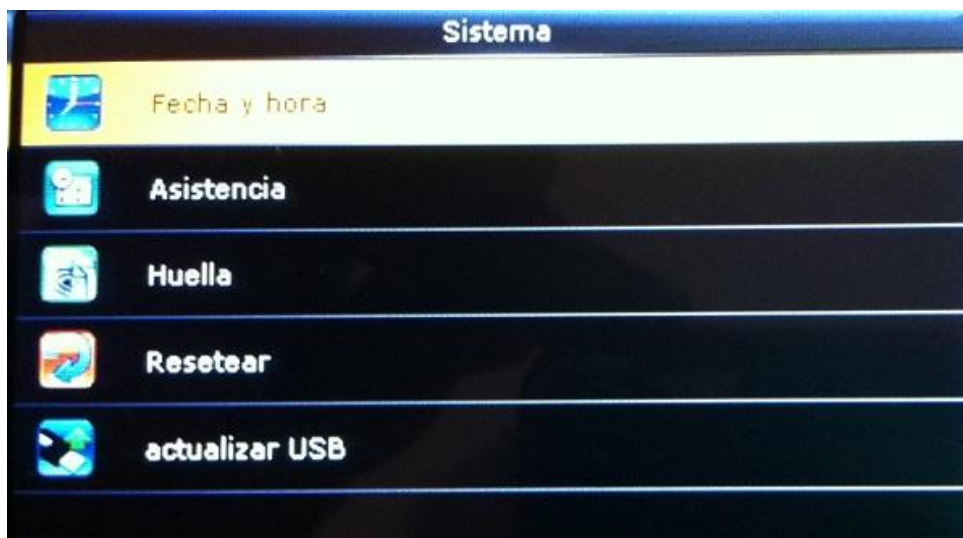 Sistema
Fecha y hora
Asistencia
Huella
Resetear
actualizar USB